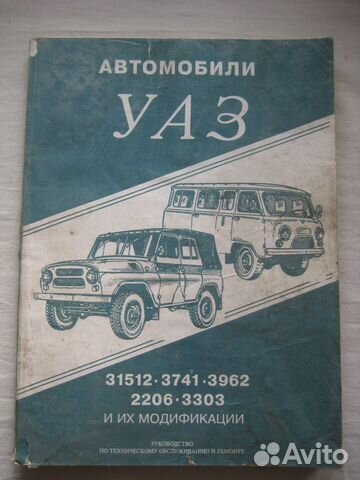 АВТОМОБИЛИ
УАЗ
31512·3741·3962
2206·3303
И ИХ МОДИФИКАЦИИ
РУКОВОДСТВО
ПО ТЕХНИЧЕСКОМУ ОБСЛУЖИВАНИЮ И РЕМОНТУ
Avito